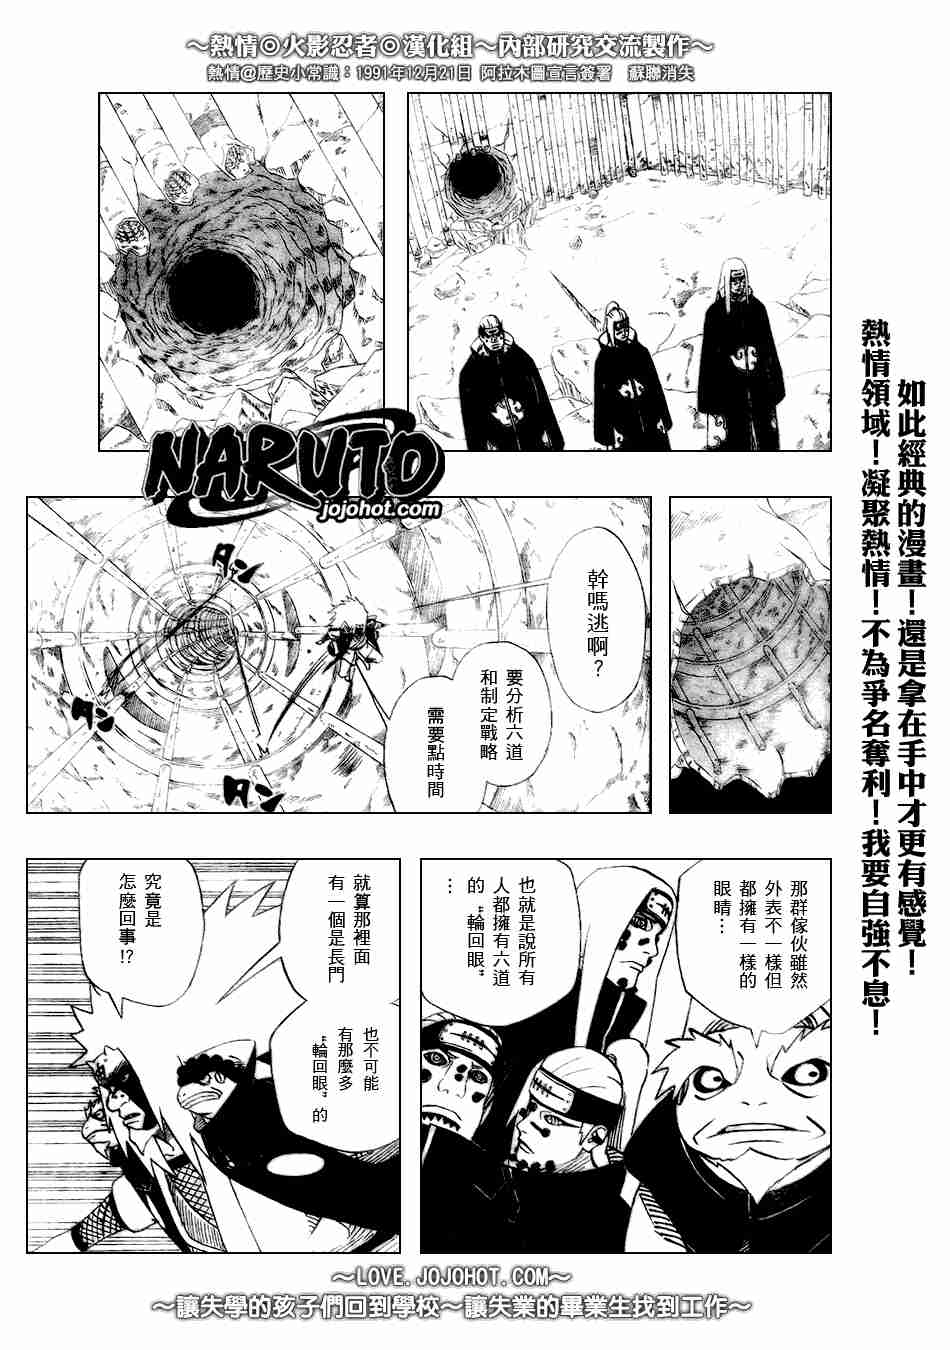 ～熱情◎火影忍者◎漢化組～內部研究交流製作～
熱情@歷史小常識：1991年12月21日 阿拉木圖宣言簽署 蘇聯消失
如此經典的漫畫！還是拿在手中才更有感覺！
熱情領域！凝聚熱情！不為爭名奪利！我要自強不息！
NARUTO
jojohot.com
幹嗎逃啊？
要分析六道
和制定戰略
需要點時間
タン
タン
タン
那群傢伙雖然
外表不一樣但
都擁有一樣的
眼睛…
也就是說所有
人都擁有六道
的“輪回眼”
…
就算那裡面
有一個是長門
也不可能
有那麼多
“輪回眼”的
究竟是
怎麼回事!?
～LOVE.JOJOHOT.COM～
～讓失學的孩子們回到學校～讓失業的畢業生找到工作～